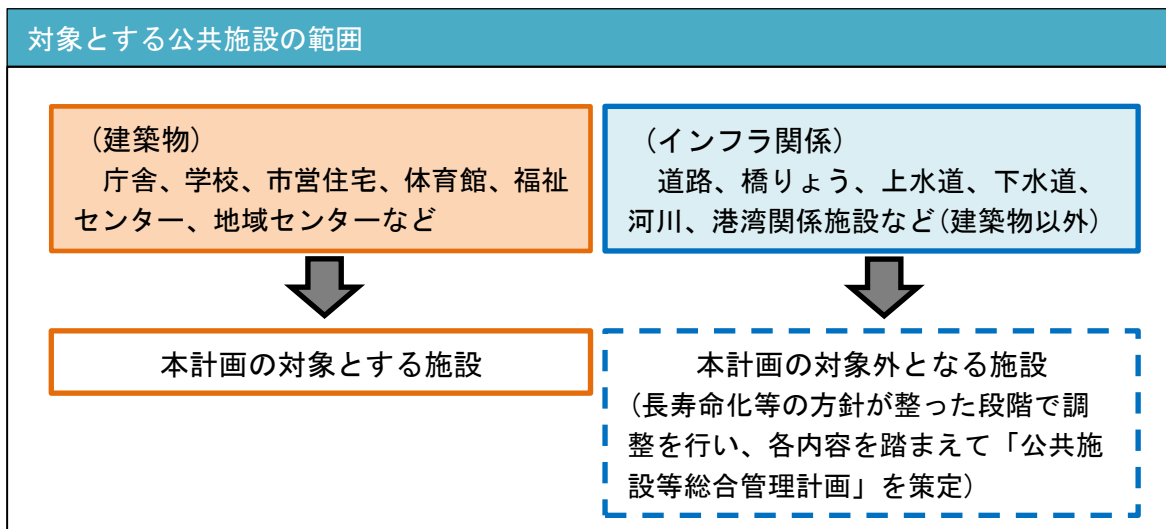 対象とする公共施設の範囲
（建築物）
庁舎、学校、市営住宅、体育館、福祉
センター、地域センターなど
（インフラ関係）
道路、橋りょう、上水道、下水道、
河川、港湾関係施設など(建築物以外)
本計画の対象とする施設
本計画の対象外となる施設
(長寿命化等の方針が整った段階で調
整を行い、各内容を踏まえて「公共施
設等総合管理計画」を策定)